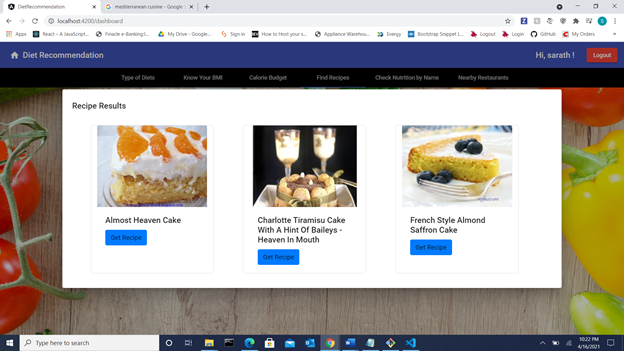 DietRecommendation
mediterranean cuisine - Google
localhost:4200/dashboard
Apps
React – A JavaScript...
Finacle e-Banking:I...
My Drive - Google...
Sign in
How to Host your s...
Appliance Warehou...
Evergy
Bootstrap Snippet L...
Logout
Login
GitHub
My Orders
Diet Recommendation
Hi, sarath !
Logout
Type of Diets
Know Your BMI
Calorie Budget
Find Recipes
Check Nutrition by Name
Nearby Restaurants
Recipe Results
Almost Heaven Cake
Get Recipe
Charlotte Tiramisu Cake
With A Hint Of Baileys -
Heaven In Mouth
Get Recipe
French Style Almond
Saffron Cake
Get Recipe
Type here to search
10:22 PM
4/16/2021